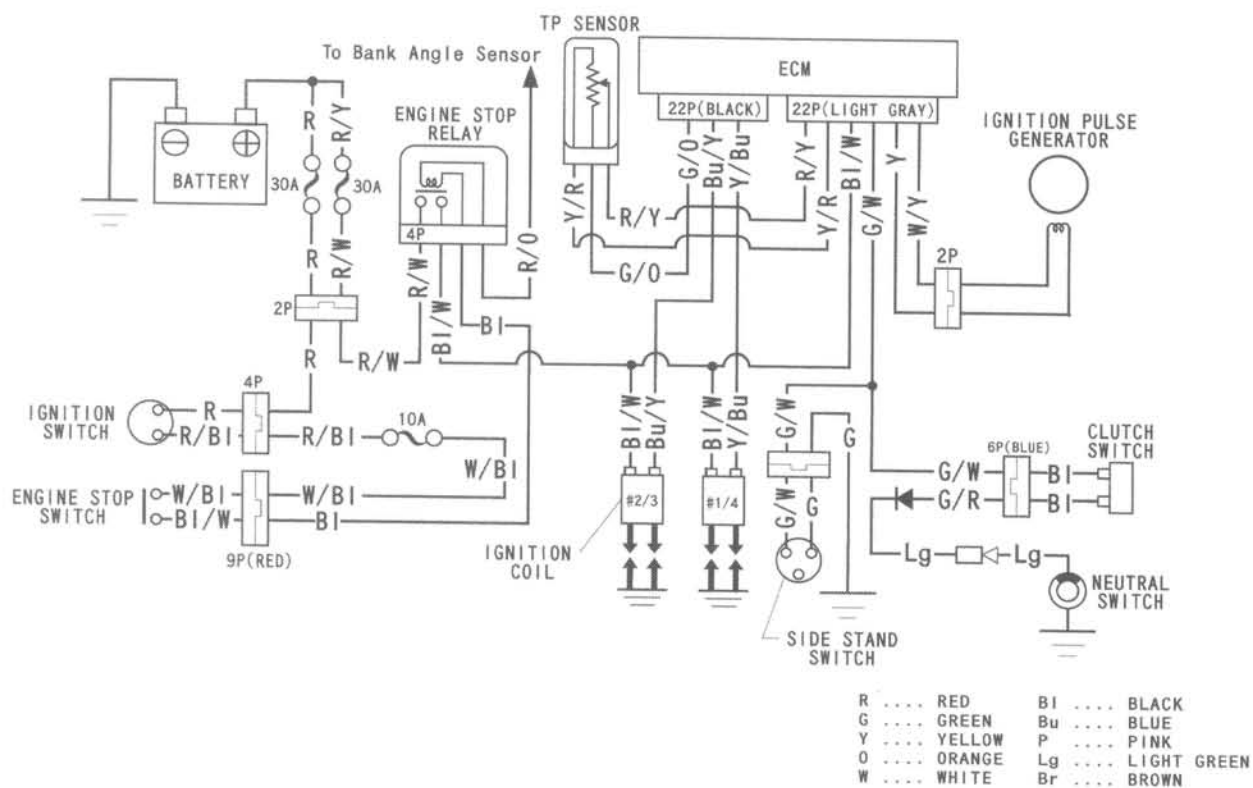 TP SENSOR
To Bank Angle Sensor
ECM
22P(BLACK)
22P(LIGHT GRAY)
IGNITION PULSE
GENERATOR
ENGINE STOP
RELAY
BATTERY
R
R/Y
30A
30A
4P
R
R/W
2P
R/W
Bl/W
Bl
R/O
R
R/W
G/O
Bu/Y
Y/Bu
R/Y
Y/R
Bl/W
G/W
Y
W/Y
Y/R
R/Y
G/O
2P
IGNITION
SWITCH
4P
R
R/Bl
R/Bl
10A
W/Bl
ENGINE STOP
SWITCH
W/Bl
Bl/W
W/Bl
Bl
9P(RED)
Bl/W
Bu/Y
Bl/W
Y/Bu
#2/3
#1/4
IGNITION
COIL
G/W
G
G/W
G
SIDE STAND
SWITCH
6P(BLUE)
CLUTCH
SWITCH
G/W
Bl
G/R
Bl
Lg
Lg
NEUTRAL
SWITCH
R .... RED
Bl .... BLACK
G .... GREEN
Bu .... BLUE
Y .... YELLOW
P .... PINK
O .... ORANGE
Lg .... LIGHT GREEN
W .... WHITE
Br .... BROWN